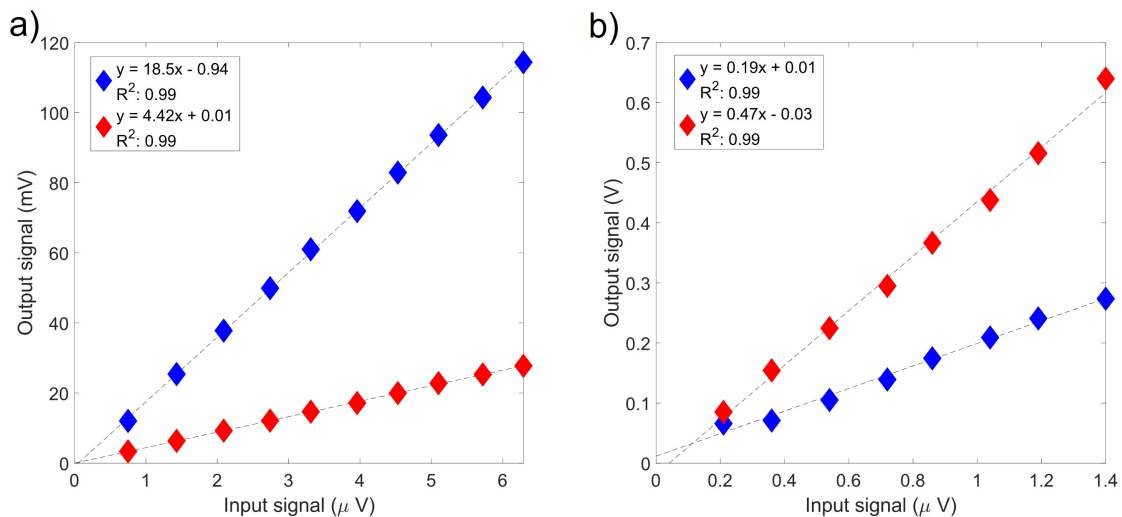 a)
120
100
80
60
40
20
0
Output signal (mV)
y = 18.5x - 0.94
R²: 0.99
y = 4.42x + 0.01
R²: 0.99
0 1 2 3 4 5 6
Input signal (μ V)
b)
0.7
0.6
0.5
0.4
0.3
0.2
0.1
0
Output signal (V)
y = 0.19x + 0.01
R²: 0.99
y = 0.47x - 0.03
R²: 0.99
0 0.2 0.4 0.6 0.8 1 1.2 1.4
Input signal (μ V)